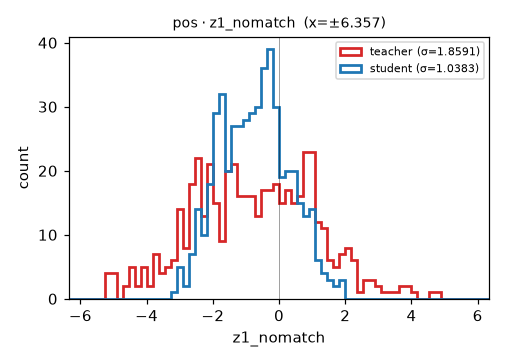 pos · z1_nomatch (x=±6.357)
teacher (σ=1.8591)
student (σ=1.0383)
count
40
30
20
10
0
−6 −4 −2 0 2 4 6
z1_nomatch